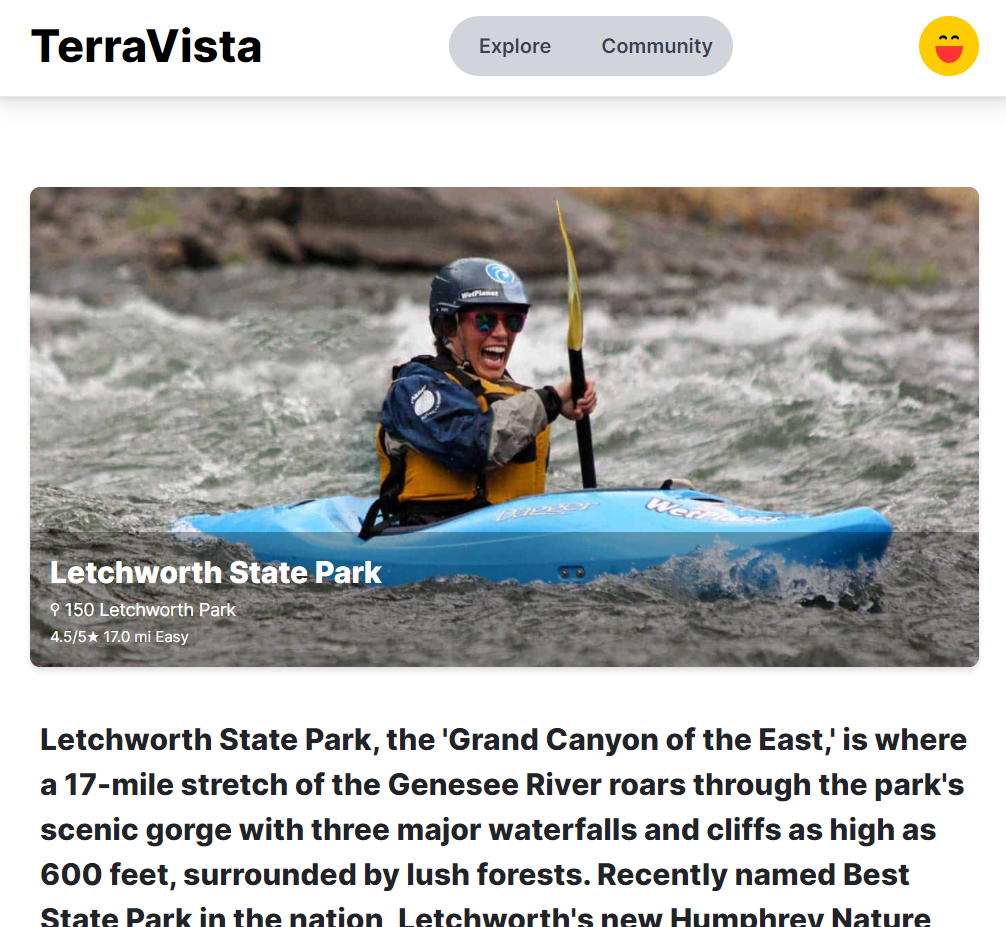 TerraVista
Explore
Community
WetPlanet
Dagger
Letchworth State Park
150 Letchworth Park
4.5/5★ 17.0 mi Easy
Letchworth State Park, the 'Grand Canyon of the East,' is where
a 17-mile stretch of the Genesee River roars through the park's
scenic gorge with three major waterfalls and cliffs as high as
600 feet, surrounded by lush forests. Recently named Best
State Park in the nation, Letchworth's new Humphrey Nature